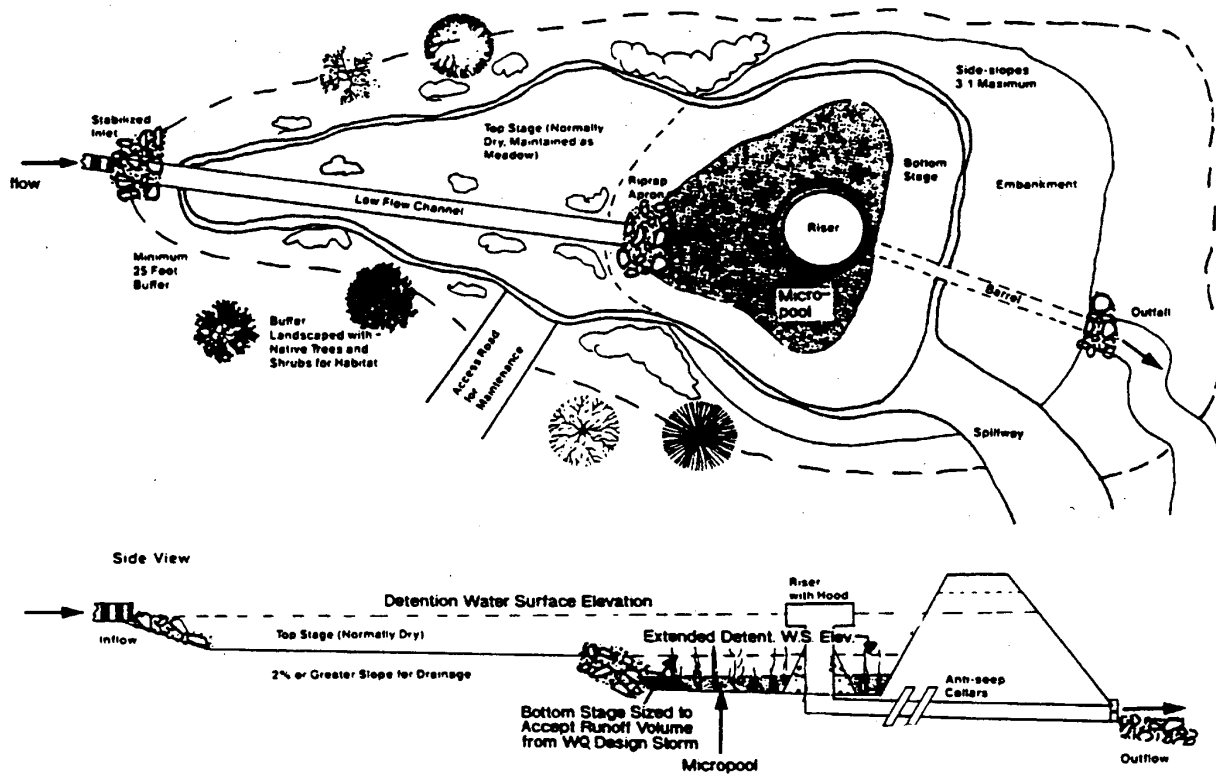 Stabilized
Inlet
flow
Top Stage (Normally
Dry, Maintained as
Meadow)
Side-slopes
3 1 Maximum
Low Flow Channel
Riprap
Apron
Bottom
Stage
Embankment
Riser
Micro-
pool
Barrel
Outfall
Minimum
25 Foot
Buffer
Buffer
Landscaped with
Native Trees and
Shrubs for Habitat
Access Road
for
Maintenance
Spillway
Side View
Inflow
Detention Water Surface Elevation
Riser
with Hood
Top Stage (Normally Dry)
Extended Detent. W.S. Elev.
2% or Greater Slope for Drainage
Anti-seep
Collars
Bottom Stage Sized to
Accept Runoff Volume
from WQ Design Storm
Micropool
Outflow